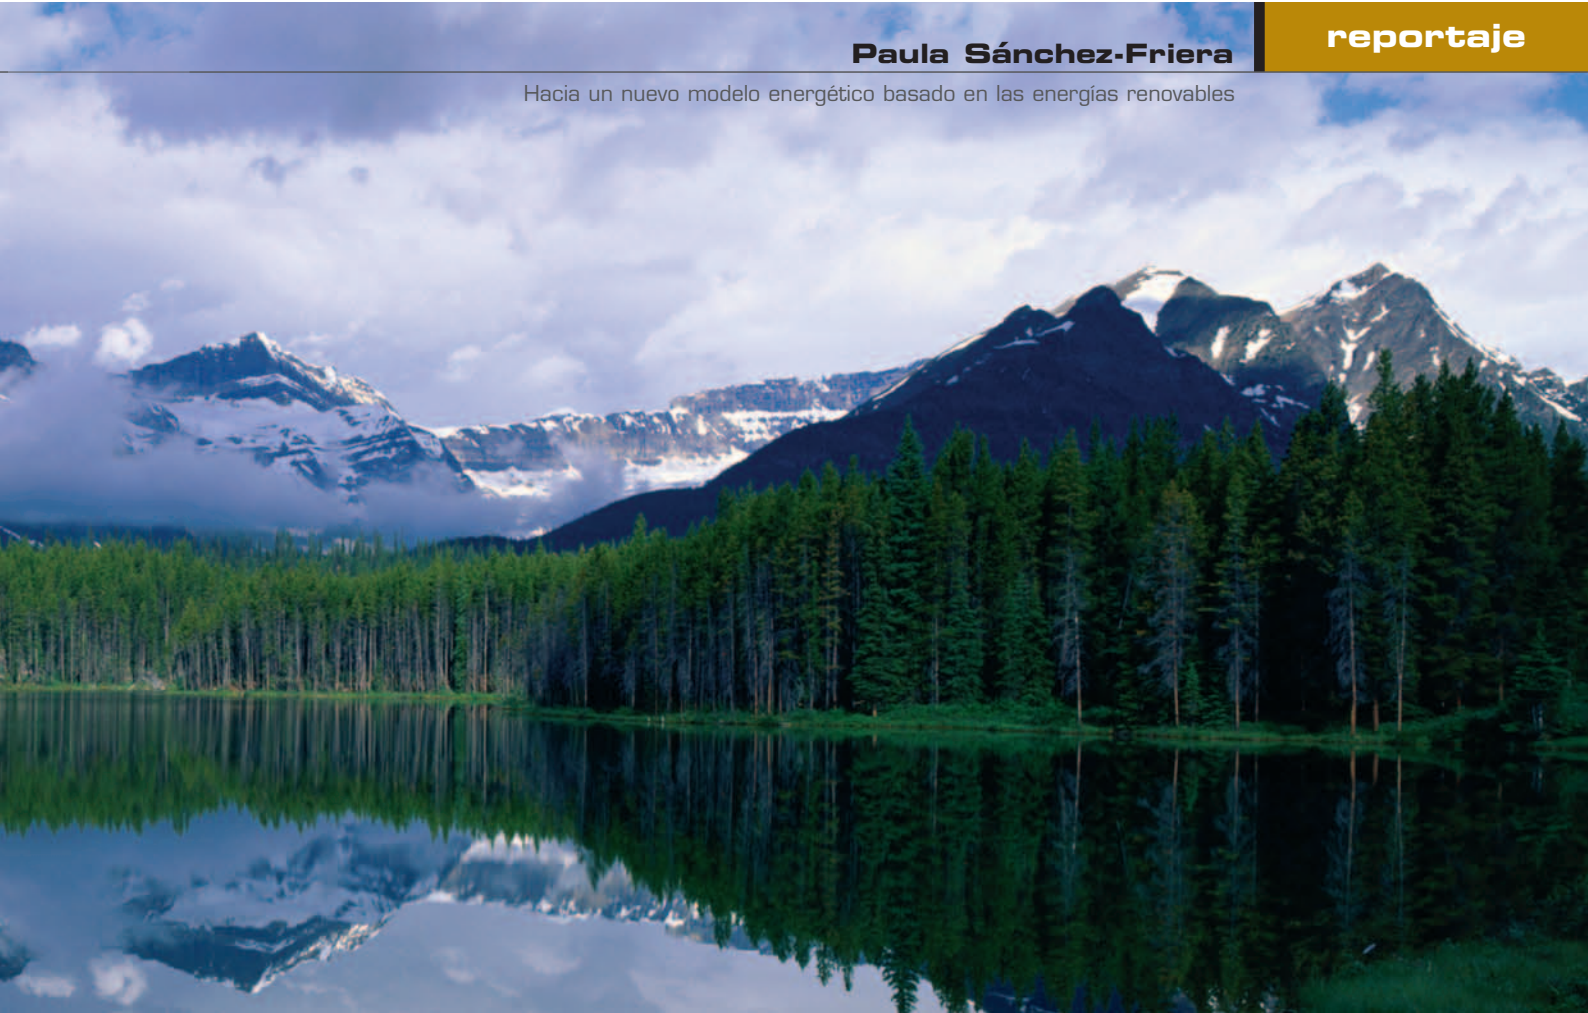 Paula Sánchez-Friera
reportaje
Hacia un nuevo modelo energético basado en las energías renovables